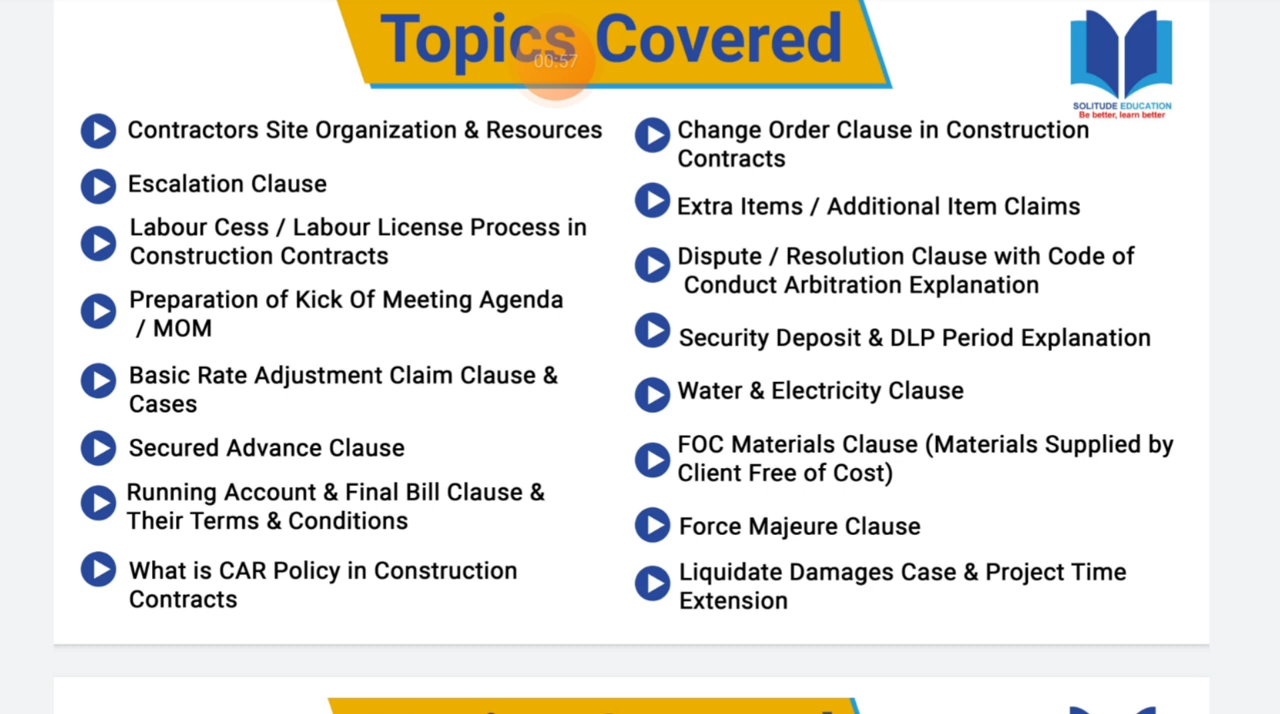 Topics Covered
00:57
SOLITUDE EDUCATION
Be better, learn better
Contractors Site Organization & Resources
Escalation Clause
Labour Cess / Labour License Process in
Construction Contracts
Preparation of Kick Of Meeting Agenda
/ MOM
Basic Rate Adjustment Claim Clause &
Cases
Secured Advance Clause
Running Account & Final Bill Clause &
Their Terms & Conditions
What is CAR Policy in Construction
Contracts
Change Order Clause in Construction
Contracts
Extra Items / Additional Item Claims
Dispute / Resolution Clause with Code of
Conduct Arbitration Explanation
Security Deposit & DLP Period Explanation
Water & Electricity Clause
FOC Materials Clause (Materials Supplied by
Client Free of Cost)
Force Majeure Clause
Liquidate Damages Case & Project Time
Extension